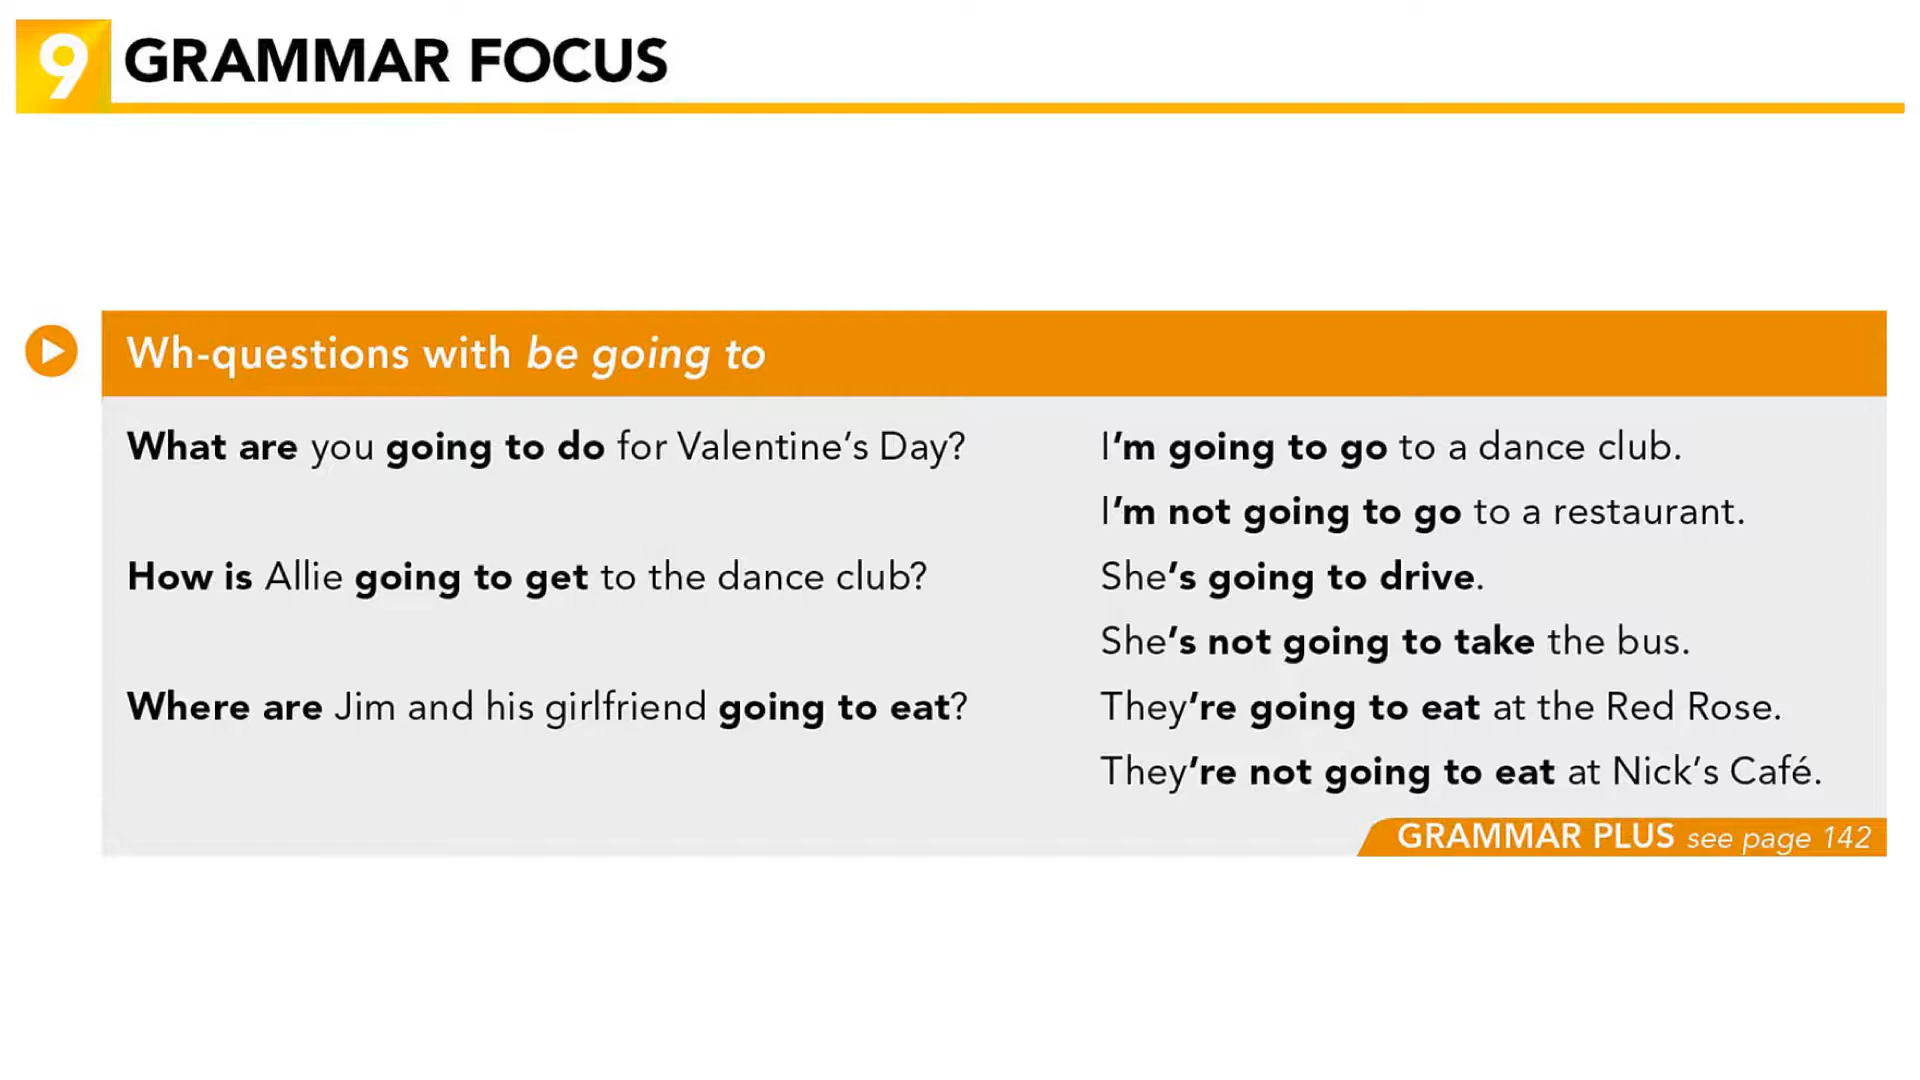 9 GRAMMAR FOCUS
Wh-questions with be going to
What are you going to do for Valentine’s Day? I’m going to go to a dance club.
I’m not going to go to a restaurant.
How is Allie going to get to the dance club? She’s going to drive.
She’s not going to take the bus.
Where are Jim and his girlfriend going to eat? They’re going to eat at the Red Rose.
They’re not going to eat at Nick’s Café.
GRAMMAR PLUS see page 142